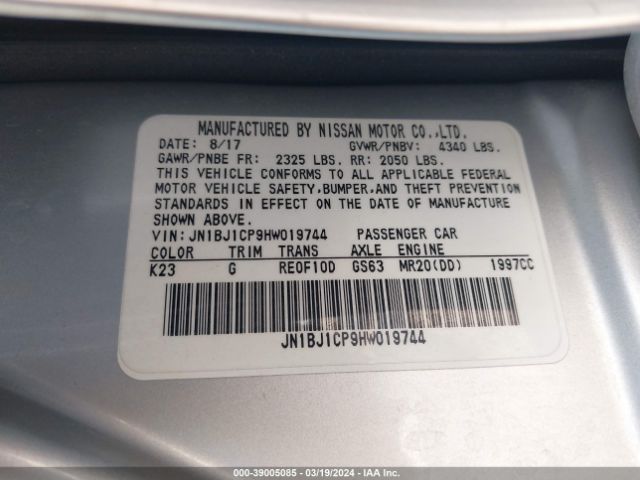 MANUFACTURED BY NISSAN MOTOR CO.,LTD.
DATE: 8/17 GVWR/PNBV: 4340 LBS.
GAWR/PNBE FR: 2325 LBS. RR: 2050 LBS.
THIS VEHICLE CONFORMS TO ALL APPLICABLE FEDERAL
MOTOR VEHICLE SAFETY,BUMPER,AND THEFT PREVENTION
STANDARDS IN EFFECT ON THE DATE OF MANUFACTURE
SHOWN ABOVE.
VIN:JN1BJ1CP9HW019744 PASSENGER CAR
COLOR TRIM TRANS AXLE ENGINE
K23 G RE0F10D GS63 MR20(DD) 1997CC
JN1BJ1CP9HW019744
000-39005085 - 03/19/2024 - IAA Inc.